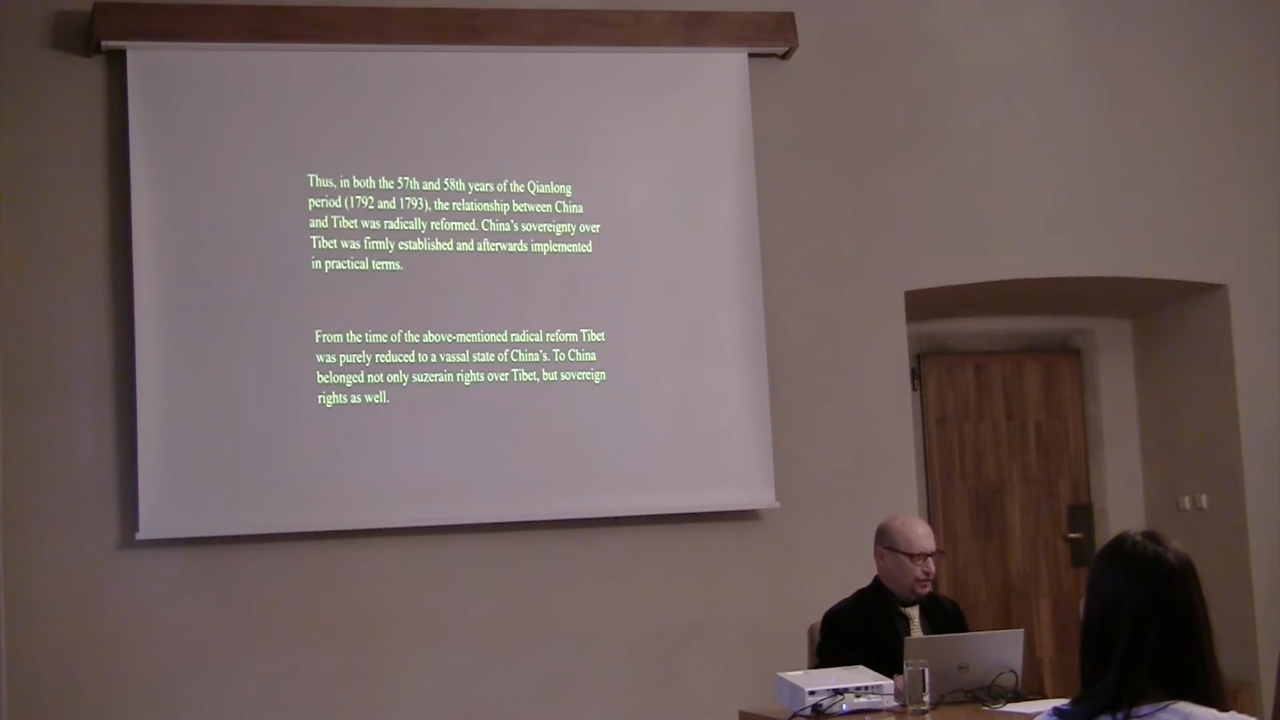 Thus, in both the 57th and 58th years of the Qianlong
period (1792 and 1793), the relationship between China
and Tibet was radically reformed. China's sovereignty over
Tibet was firmly established and afterwards implemented
in practical terms.
From the time of the above-mentioned radical reform Tibet
was purely reduced to a vassal state of China's. To China
belonged not only suzerain rights over Tibet, but sovereign
rights as well.